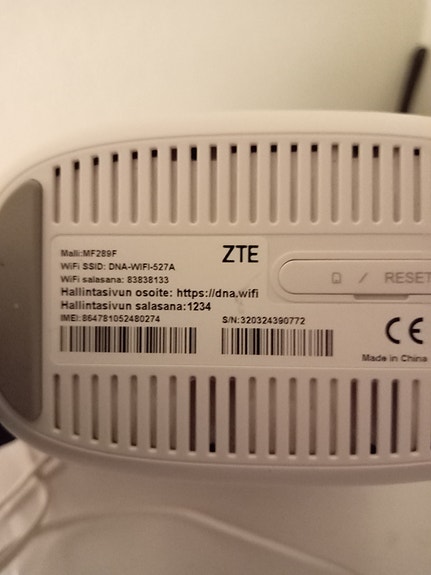 Malli:MF289F
WiFi SSID: DNA-WIFI-527A
WiFi salasana: 83838133
Hallintasivun osoite: https://dna.wifi
Hallintasivun salasana:1234
IMEI:864781052480274
S/N:320324390772
ZTE
RESET
CE
Made in China